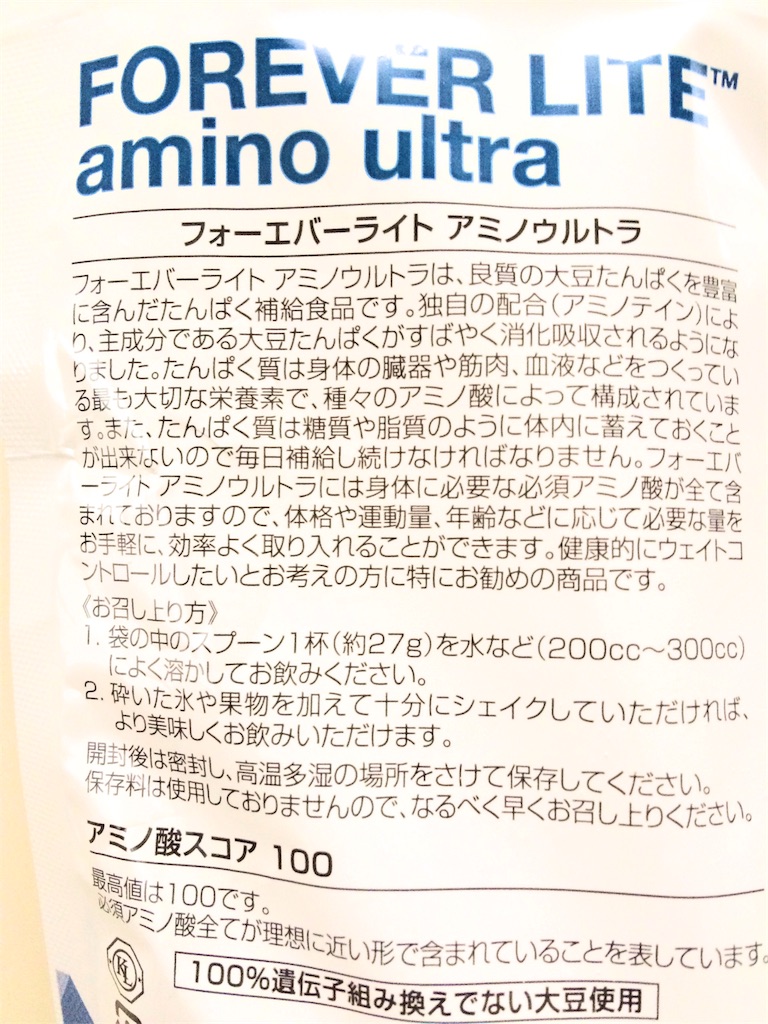 FOREVER LITE™
amino ultra
フォーエバーライト アミノウルトラ
フォーエバーライト アミノウルトラは、良質の大豆たんぱくを豊富
に含んだたんぱく補給食品です。独自の配合(アミノテイン)によ
り、主成分である大豆たんぱくがすばやく消化吸収されるようにな
りました。たんぱく質は身体の臓器や筋肉、血液などをつくってい
る最も大切な栄養素で、種々のアミノ酸によって構成されていま
す。また、たんぱく質は糖質や脂質のように体内に蓄えておくこと
が出来ないので毎日補給し続けなければなりません。フォーエバ
ーライト アミノウルトラには身体に必要な必須アミノ酸が全て含
まれておりますので、体格や運動量、年齢などに応じて必要な量を
お手軽に、効率よく取り入れることができます。健康的にウェイトコ
ントロールしたいとお考えの方に特にお勧めの商品です。
《お召し上り方》
1. 袋の中のスプーン1杯(約27g)を水など(200cc〜300cc)
によく溶かしてお飲みください。
2. 砕いた氷や果物を加えて十分にシェイクしていただければ、
より美味しくお飲みいただけます。
開封後は密封し、高温多湿の場所をさけて保存してください。
保存料は使用しておりませんので、なるべく早くお召し上りください。
アミノ酸スコア 100
最高値は100です。
必須アミノ酸全てが理想に近い形で含まれていることを表しています。
100%遺伝子組み換えでない大豆使用